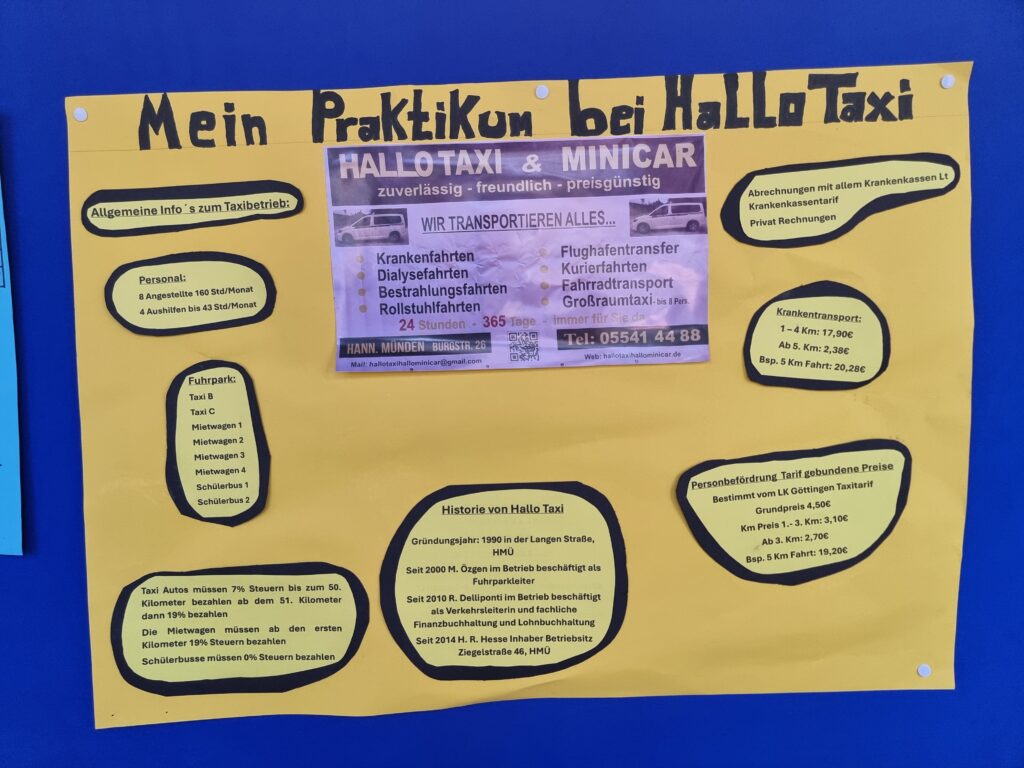 Mein Praktikum bei Hallo Taxi
HALLO TAXI & MINICAR
zuverlässig - freundlich - preisgünstig
WIR TRANSPORTIEREN ALLES...
Krankenfahrten
Dialysefahrten
Bestrahlungsfahrten
Rollstuhlfahrten
Flughafentransfer
Kurierfahrten
Fahrradtransport
Großraumtaxi - bis 8 Pers.
24 Stunden - 365 Tage - immer für Sie da
HANN. MÜNDEN BURGSTR. 26
Tel: 05541 44 88
Mail: hallotaxihallominicar@gmail.com
Web: hallotaxihallominicar.de
Allgemeine Info´s zum Taxibetrieb:
Personal:
8 Angestellte 160 Std/Monat
4 Aushilfen bis 43 Std/Monat
Fuhrpark:
Taxi B
Taxi C
Mietwagen 1
Mietwagen 2
Mietwagen 3
Mietwagen 4
Schülerbus 1
Schülerbus 2
Taxi Autos müssen 7% Steuern bis zum 50.
Kilometer bezahlen ab dem 51. Kilometer
dann 19% bezahlen
Die Mietwagen müssen ab den ersten
Kilometer 19% Steuern bezahlen
Schülerbusse müssen 0% Steuern bezahlen
Historie von Hallo Taxi
Gründungsjahr: 1990 in der Langen Straße,
HMÜ
Seit 2000 M. Özgen im Betrieb beschäftigt als
Fuhrparkleiter
Seit 2010 R. Delliponti im Betrieb beschäftigt
als Verkehrsleiterin und fachliche
Finanzbuchhaltung und Lohnbuchhaltung
Seit 2014 H. R. Hesse Inhaber Betriebsitz
Ziegelstraße 46, HMÜ
Abrechnungen mit allem Krankenkassen Lt
Krankenkassentarif
Privat Rechnungen
Krankentransport:
1 – 4 Km: 17,90€
Ab 5. Km: 2,38€
Bsp. 5 Km Fahrt: 20,28€
Personbefördrung Tarif gebundene Preise
Bestimmt vom LK Göttingen Taxitarif
Grundpreis 4,50€
Km Preis 1.- 3. Km: 3,10€
Ab 3. Km: 2,70€
Bsp. 5 Km Fahrt: 19,20€